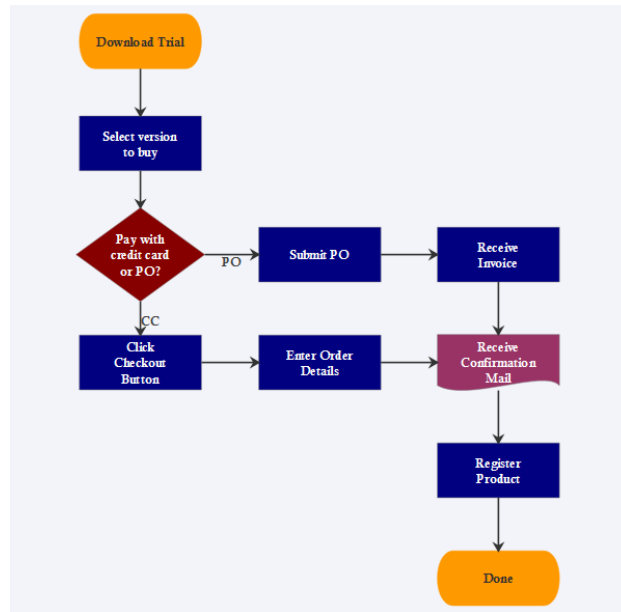 Download Trial
Select version
to buy
Pay with
credit card
or PO?
PO
Submit PO
Receive
Invoice
CC
Click
Checkout
Button
Enter Order
Details
Receive
Confirmation
Mail
Register
Product
Done